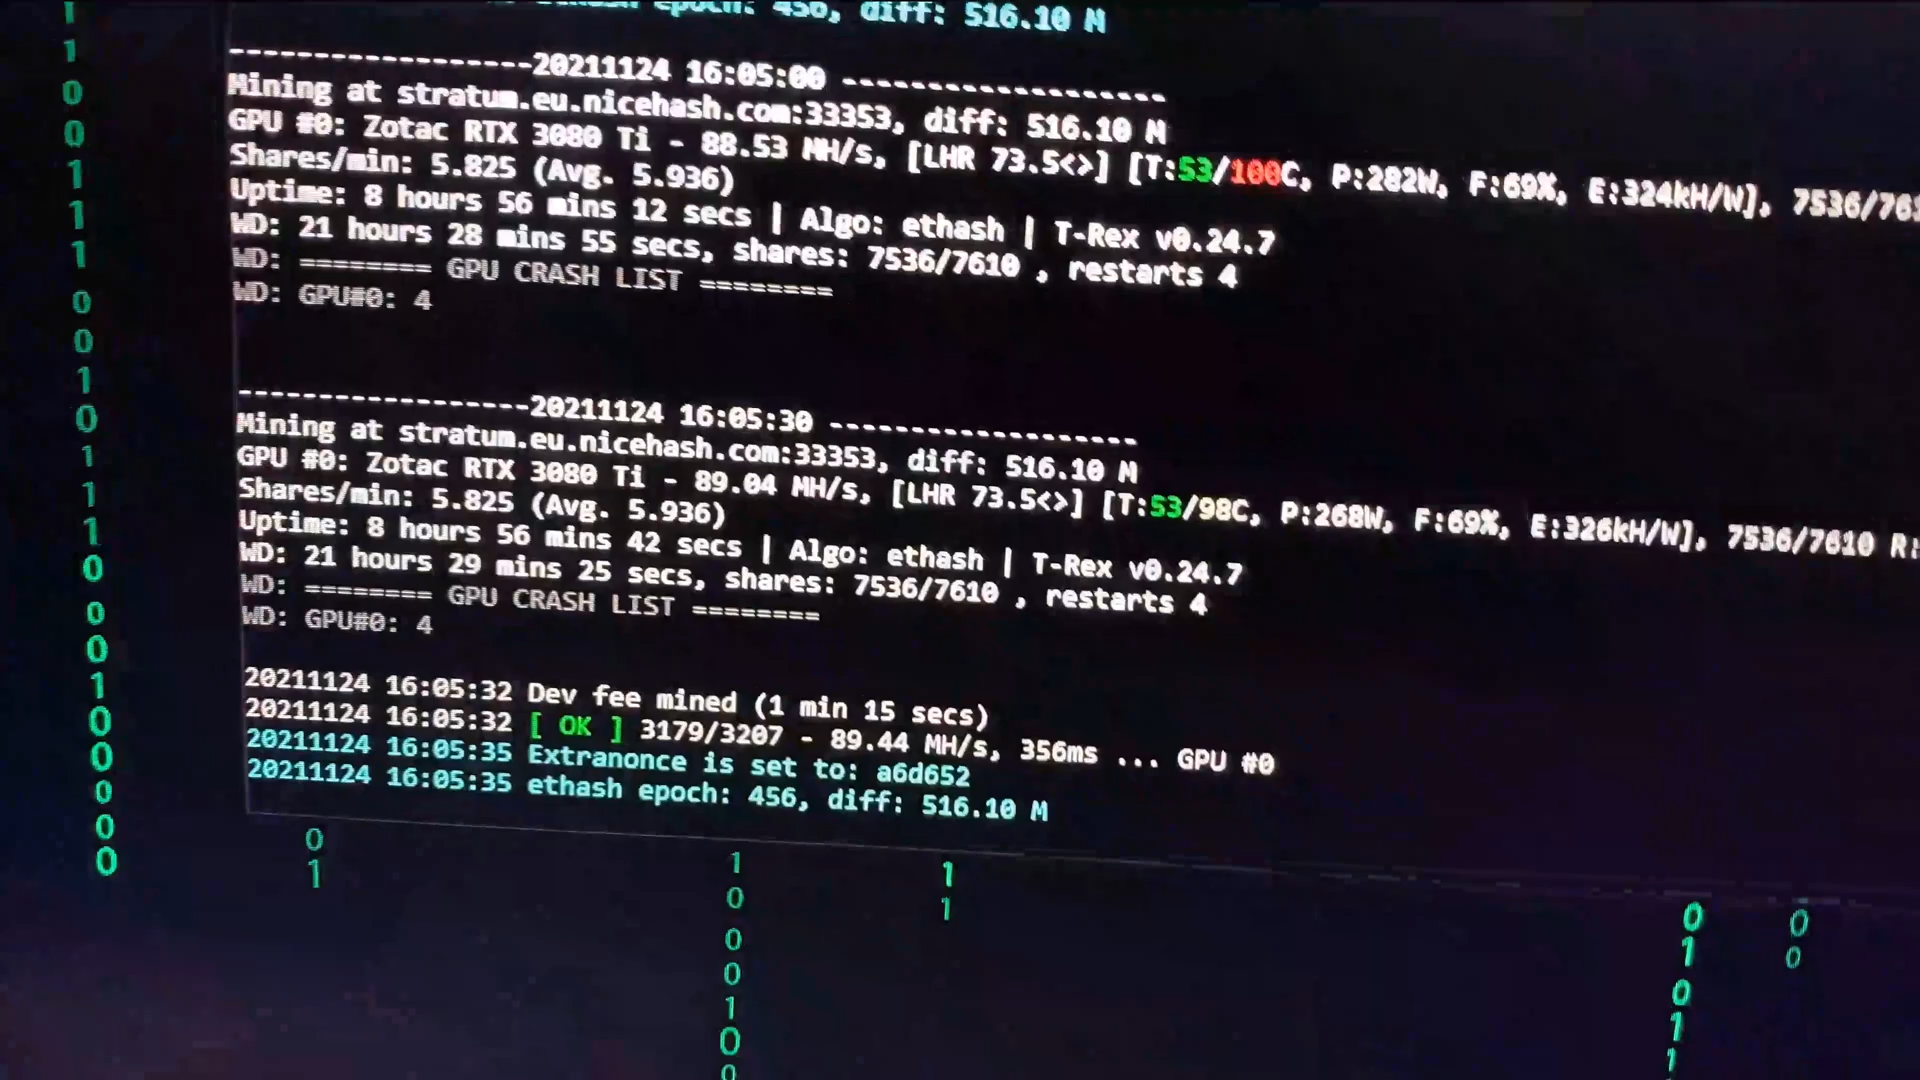 ethash epoch: 456, diff: 516.10 M
-----------------20211124 16:05:00 -------------------
Mining at stratum.eu.nicehash.com:33353, diff: 516.10 M
GPU #0: Zotac RTX 3080 Ti - 88.53 MH/s, [LHR 73.5<>] [T:53/100C, P:282W, F:69%, E:324kH/W], 7536/761
Shares/min: 5.825 (Avg. 5.936)
Uptime: 8 hours 56 mins 12 secs | Algo: ethash | T-Rex v0.24.7
WD: 21 hours 28 mins 55 secs, shares: 7536/7610 , restarts 4
WD: ======== GPU CRASH LIST ========
WD: GPU#0: 4
-----------------20211124 16:05:30 -------------------
Mining at stratum.eu.nicehash.com:33353, diff: 516.10 M
GPU #0: Zotac RTX 3080 Ti - 89.04 MH/s, [LHR 73.5<>] [T:53/98C, P:268W, F:69%, E:326kH/W], 7536/7610 R:
Shares/min: 5.825 (Avg. 5.936)
Uptime: 8 hours 56 mins 42 secs | Algo: ethash | T-Rex v0.24.7
WD: 21 hours 29 mins 25 secs, shares: 7536/7610 , restarts 4
WD: ======== GPU CRASH LIST ========
WD: GPU#0: 4
20211124 16:05:32 Dev fee mined (1 min 15 secs)
20211124 16:05:32 [ OK ] 3179/3207 - 89.44 MH/s, 356ms ... GPU #0
20211124 16:05:35 Extranonce is set to: a6d652
20211124 16:05:35 ethash epoch: 456, diff: 516.10 M